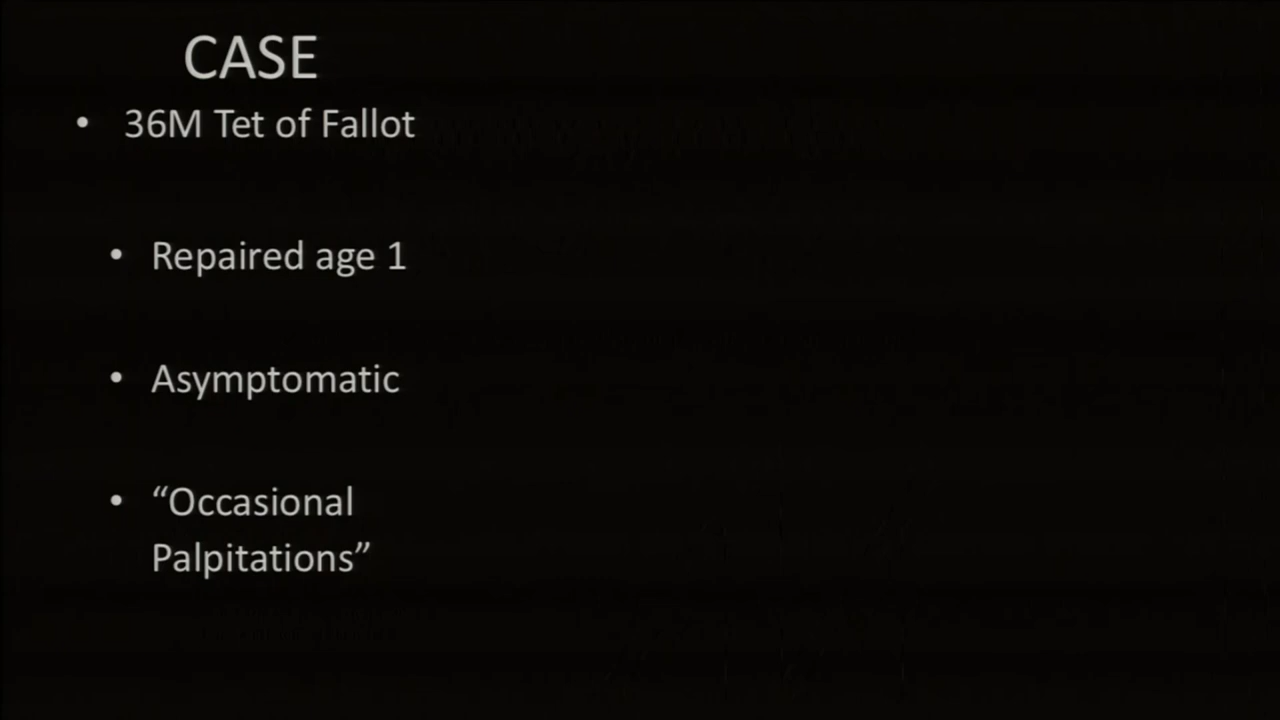 CASE
• 36M Tet of Fallot
• Repaired age 1
• Asymptomatic
• “Occasional
Palpitations”